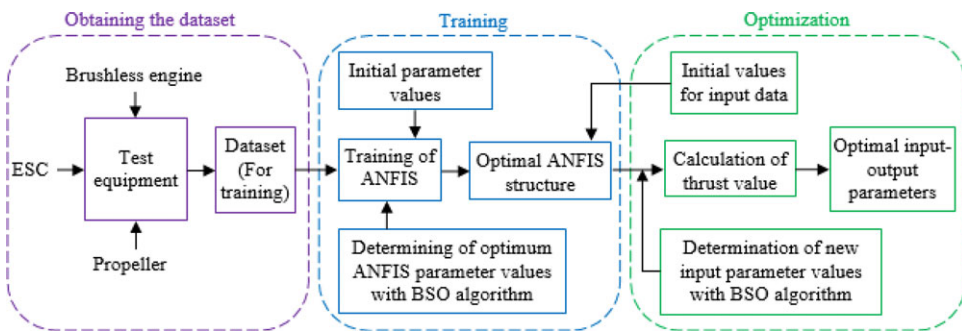 Obtaining the dataset
Brushless engine
ESC
Test
equipment
Dataset
(For
training)
Propeller
Training
Initial parameter
values
Training of
ANFIS
Optimal ANFIS
structure
Determining of optimum
ANFIS parameter values
with BSO algorithm
Optimization
Initial values
for input data
Calculation of
thrust value
Optimal input-
output
parameters
Determination of new
input parameter values
with BSO algorithm